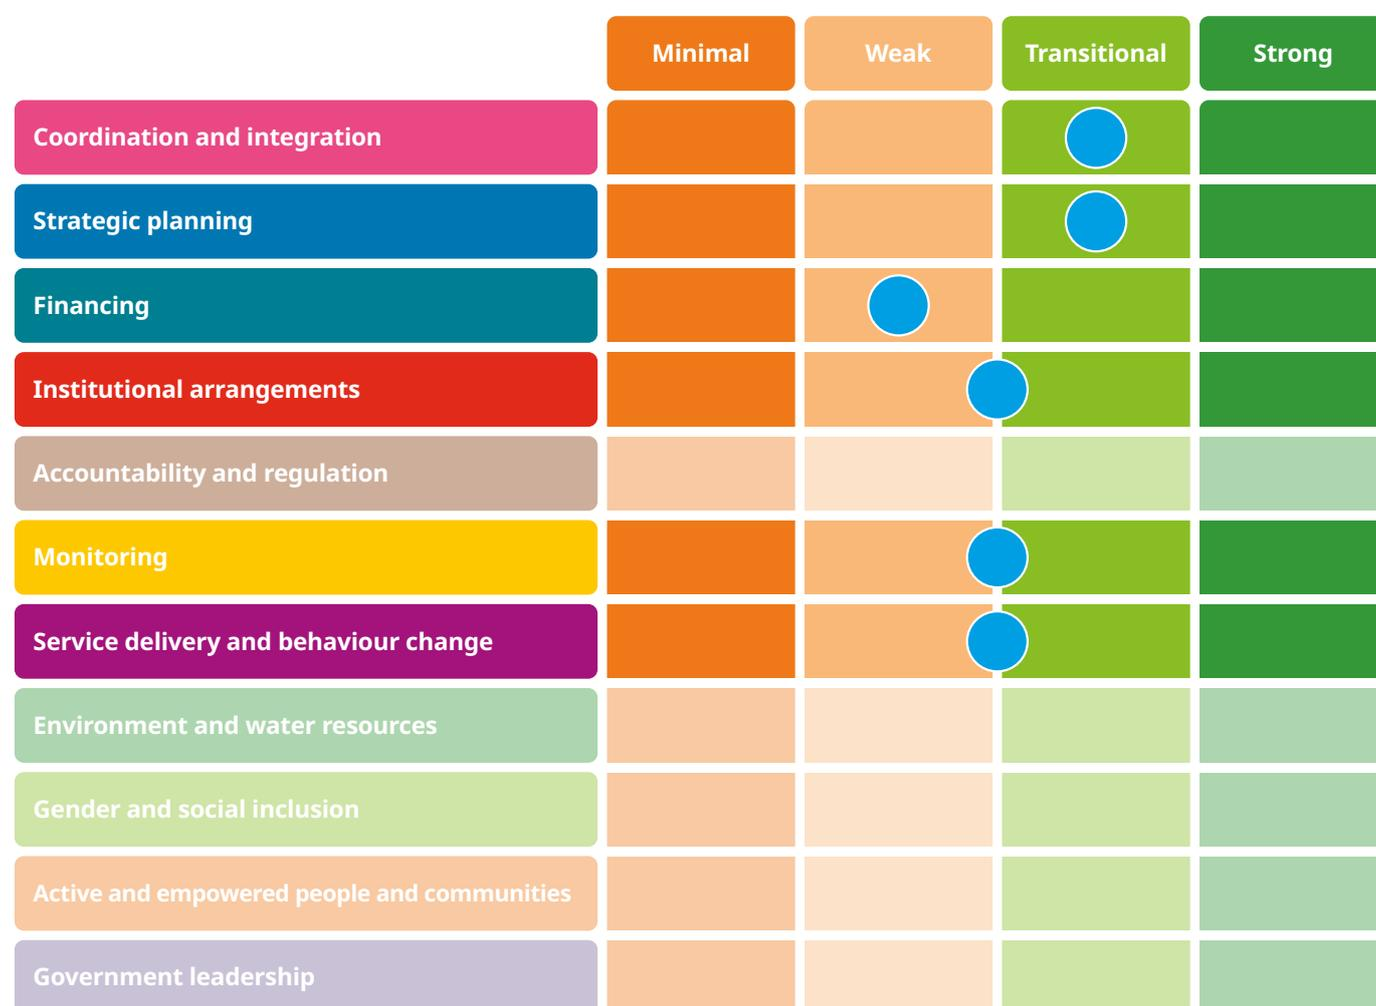 Minimal Weak Transitional Strong
Coordination and integration
Strategic planning
Financing
Institutional arrangements
Accountability and regulation
Monitoring
Service delivery and behaviour change
Environment and water resources
Gender and social inclusion
Active and empowered people and communities
Government leadership